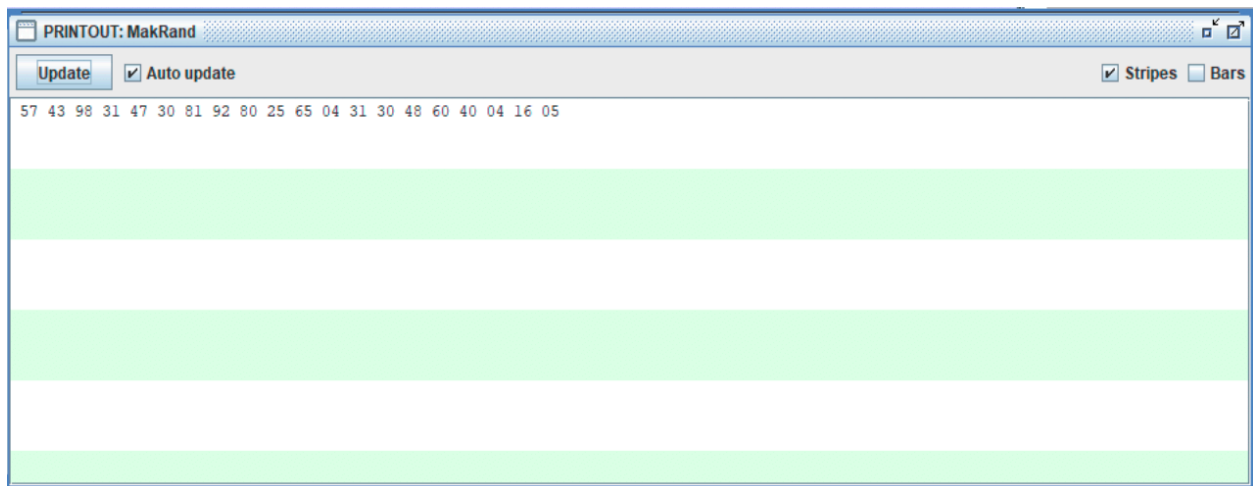 PRINTOUT: MakRand
Update Auto update Stripes Bars
57 43 98 31 47 30 81 92 80 25 65 04 31 30 48 60 40 04 16 05